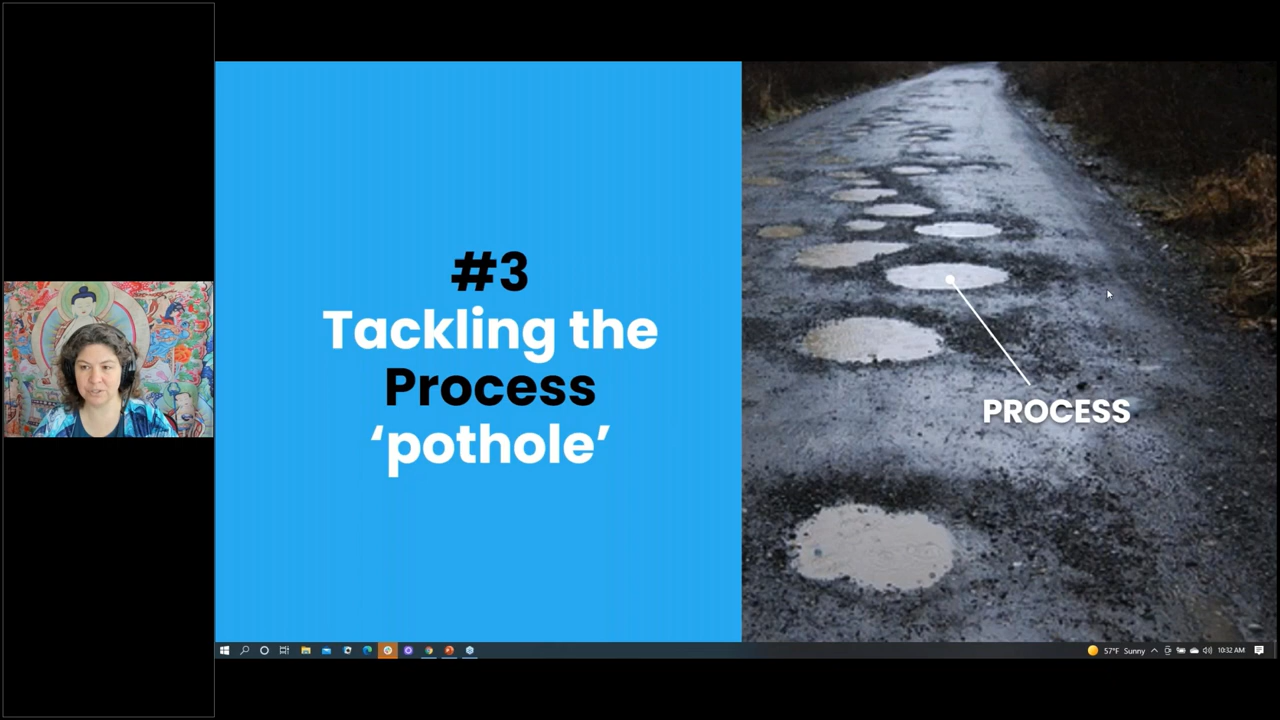 #3
Tackling the
Process
‘pothole’
PROCESS
57°F Sunny
10:32 AM